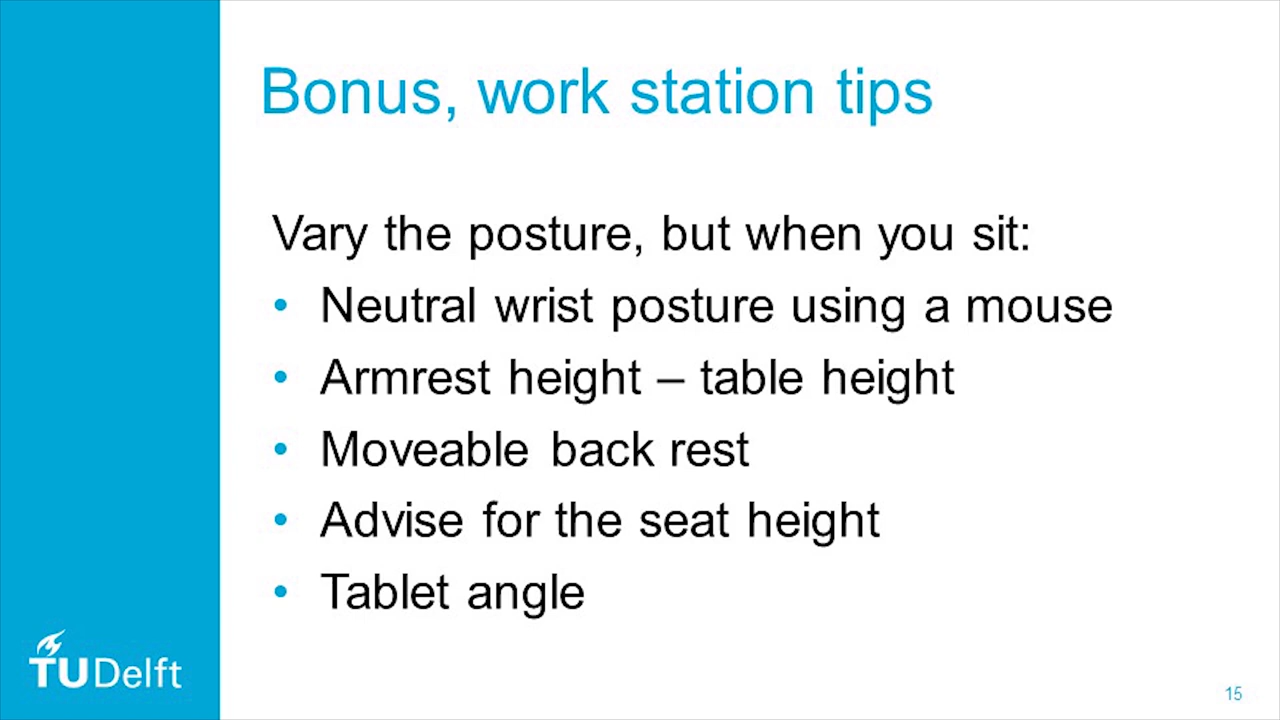 Bonus, work station tips
Vary the posture, but when you sit:
• Neutral wrist posture using a mouse
• Armrest height – table height
• Moveable back rest
• Advise for the seat height
• Tablet angle
TUDelft
15